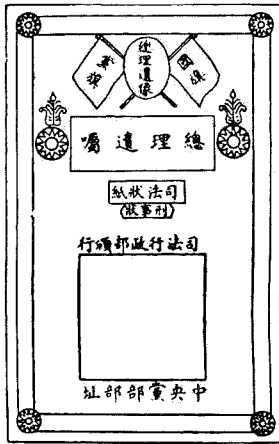 國旗
總理遺像
黨旗
總理遺囑
司法狀紙
(刑事狀)
司法行政部頒行
中央黨部部址